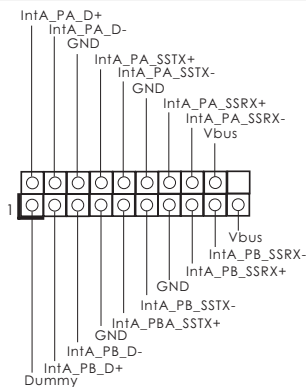 IntA_PA_D+
IntA_PA_D-
GND
IntA_PA_SSTX+
IntA_PA_SSTX-
GND
IntA_PA_SSRX+
IntA_PA_SSRX-
Vbus
1
Vbus
IntA_PB_SSRX-
IntA_PB_SSRX+
GND
IntA_PB_SSTX-
IntA_PBA_SSTX+
GND
IntA_PB_D-
IntA_PB_D+
Dummy